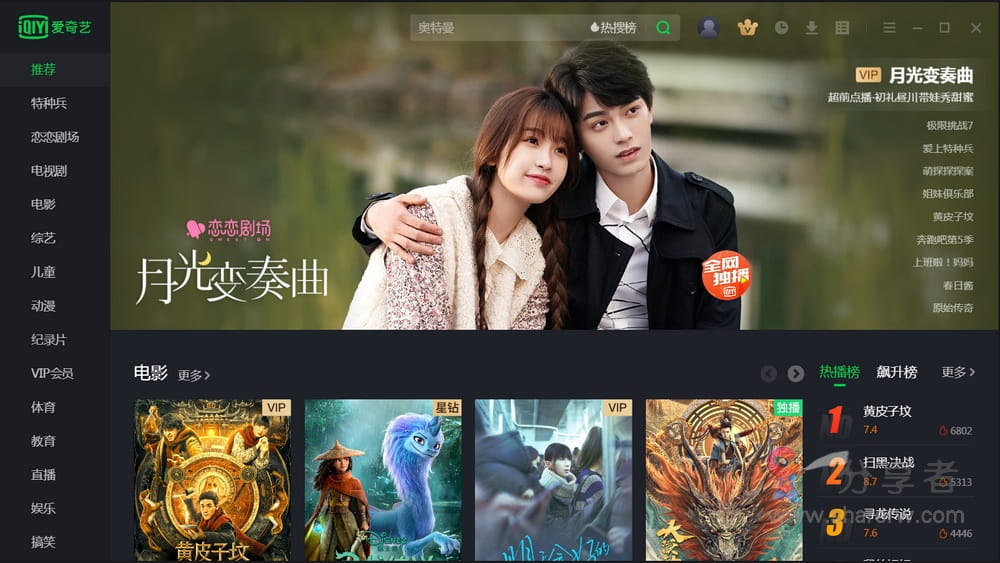 iQIYI 爱奇艺
奥特曼
热搜榜
推荐
特种兵
恋恋剧场
电视剧
电影
综艺
儿童
动漫
纪录片
VIP会员
体育
教育
直播
娱乐
搞笑
VIP 月光变奏曲
超前点播·初礼昼川带娃秀甜蜜
极限挑战7
爱上特种兵
萌探探探案
姐妹俱乐部
黄皮子坟
奔跑吧第5季
上班啦！妈妈
春日酱
原始传奇
恋恋剧场
SWEET ON
月光变奏曲
全网
独播
电影 更多
VIP
黄皮子坟
星钻
Disney
VIP
独播
热播榜 飙升榜 更多
1 黄皮子坟
7.4 6802
2 扫黑·决战
8.7 5313
3 寻龙传说
7.6 4446
分享者